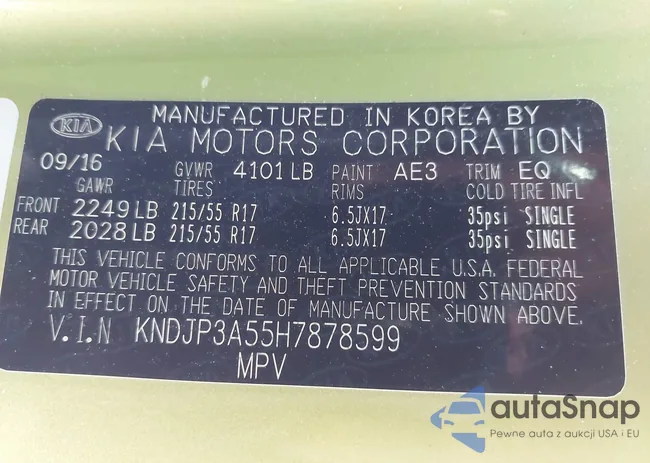 MANUFACTURED IN KOREA BY
KIA KIA MOTORS CORPORATION
09/16 GVWR 4101 LB PAINT AE3 TRIM EQ
GAWR TIRES RIMS COLD TIRE INFL
FRONT 2249 LB 215/55 R17 6.5JX17 35psi SINGLE
REAR 2028 LB 215/55 R17 6.5JX17 35psi SINGLE
THIS VEHICLE CONFORMS TO ALL APPLICABLE U.S.A. FEDERAL
MOTOR VEHICLE SAFETY AND THEFT PREVENTION STANDARDS
IN EFFECT ON THE DATE OF MANUFACTURE SHOWN ABOVE.
V.I.N KNDJP3A55H7878599
MPV
autaSnap
Pewne auta z aukcji USA i EU